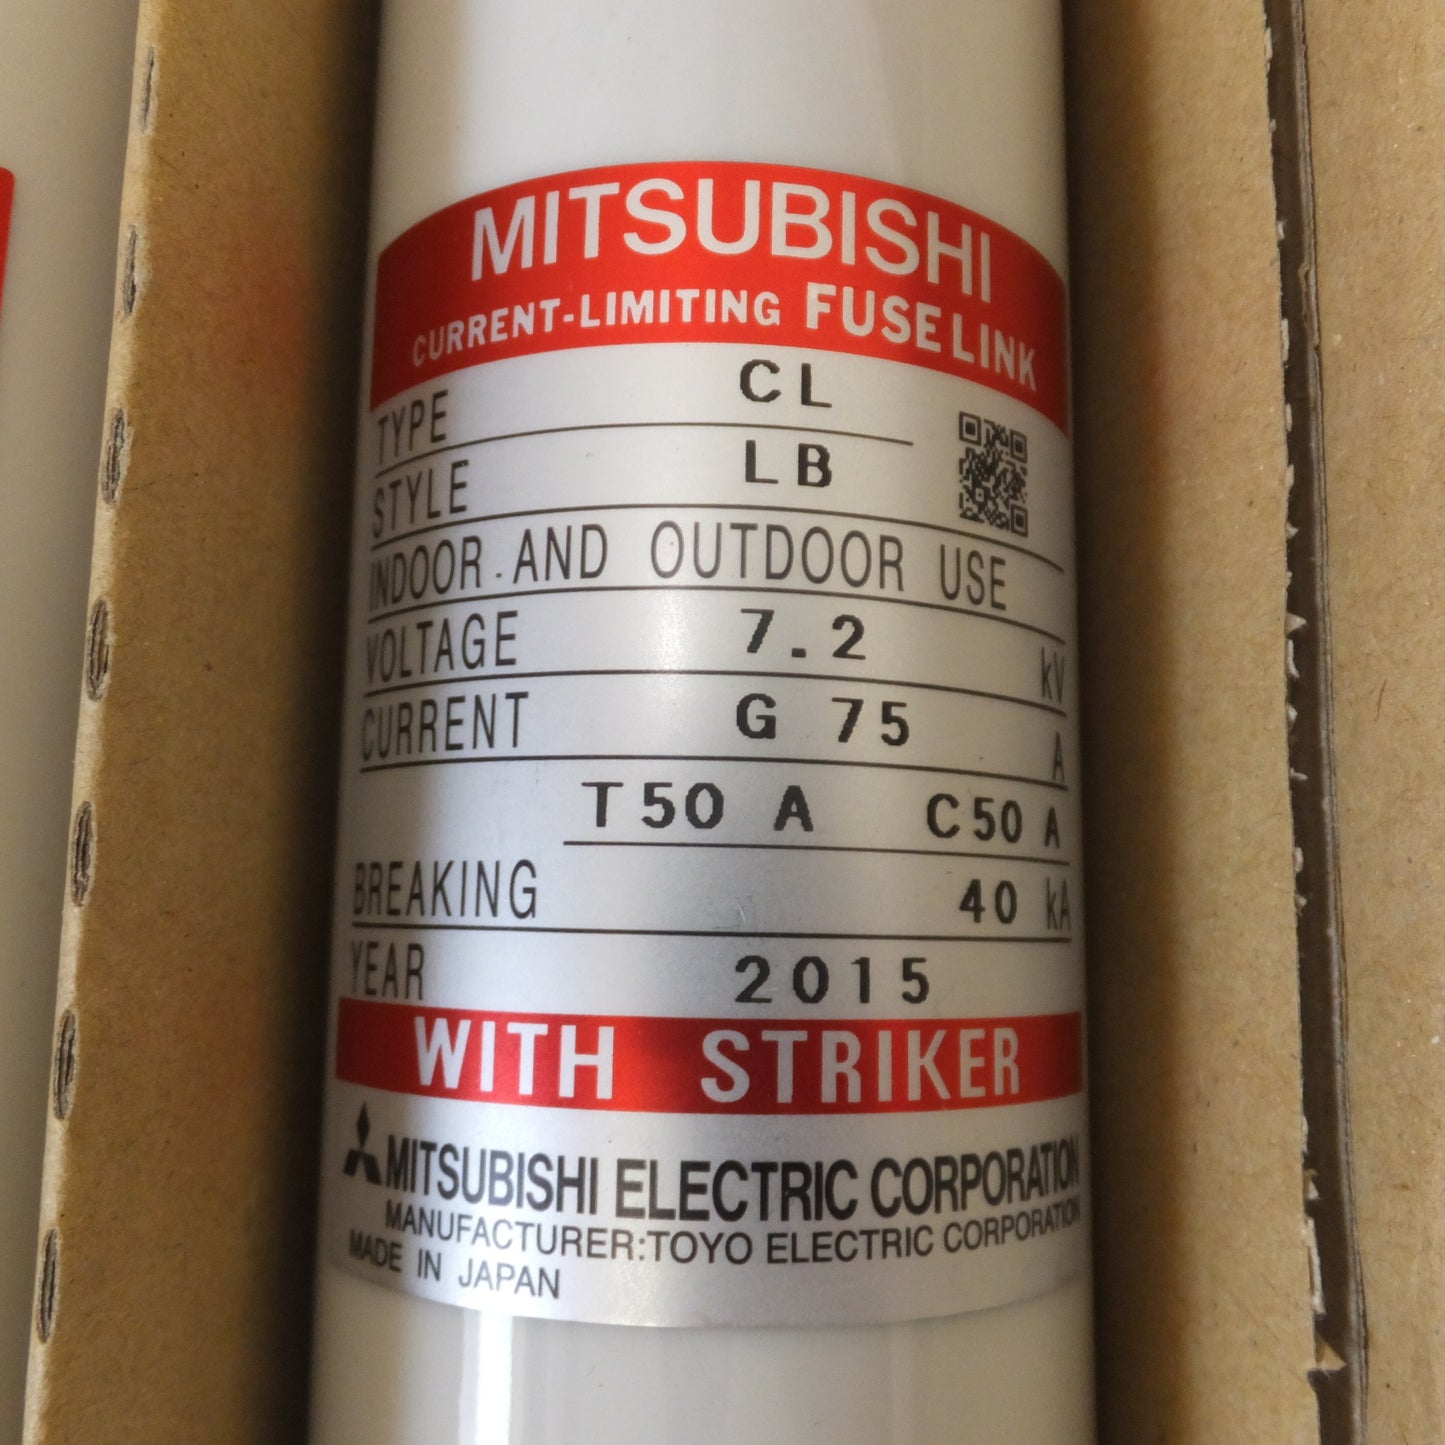 MITSUBISHI
CURRENT-LIMITING FUSE LINK
TYPE CL
STYLE LB
INDOOR AND OUTDOOR USE
VOLTAGE 7.2 kV
CURRENT G 75 A
T50 A C50 A
BREAKING 40 kA
YEAR 2015
WITH STRIKER
MITSUBISHI ELECTRIC CORPORATION
MANUFACTURER:TOYO ELECTRIC CORPORATION
MADE IN JAPAN